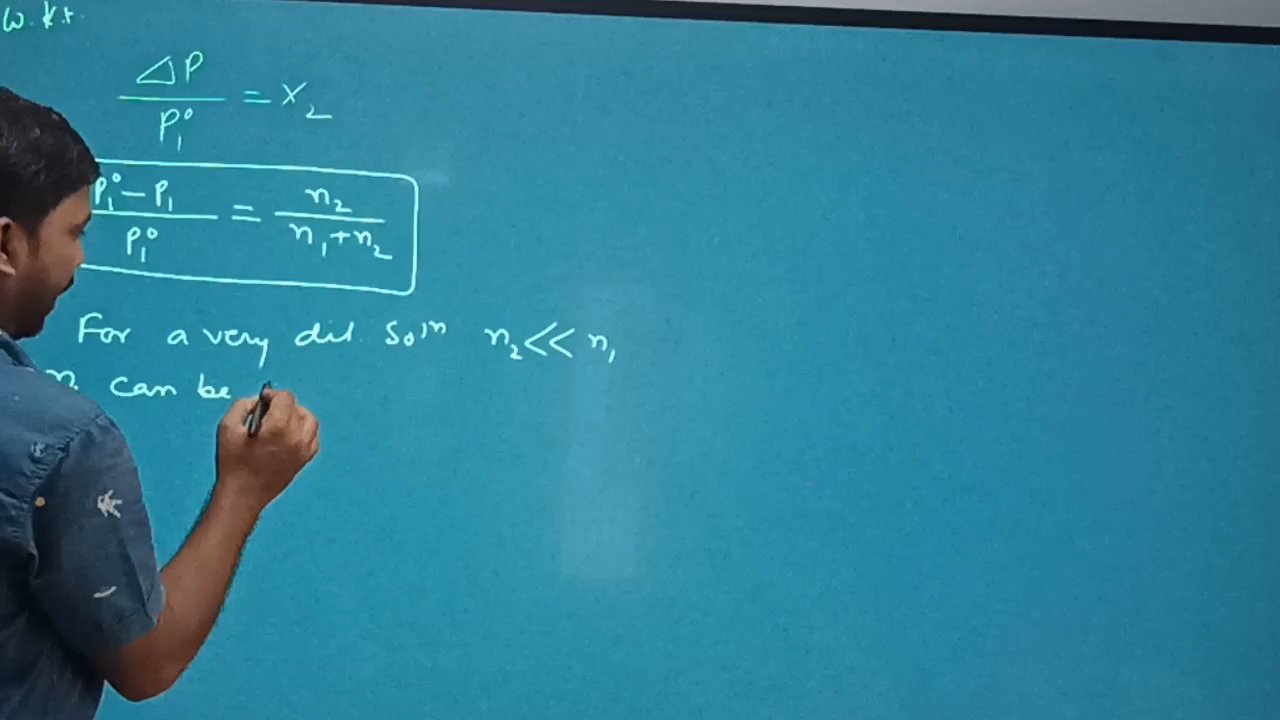 w.k.t.
ΔP / P₁° = x₂
P₁° − P₁ / P₁° = n₂ / n₁+n₂
For a very dil. Solⁿ n₂<< n₁
can be